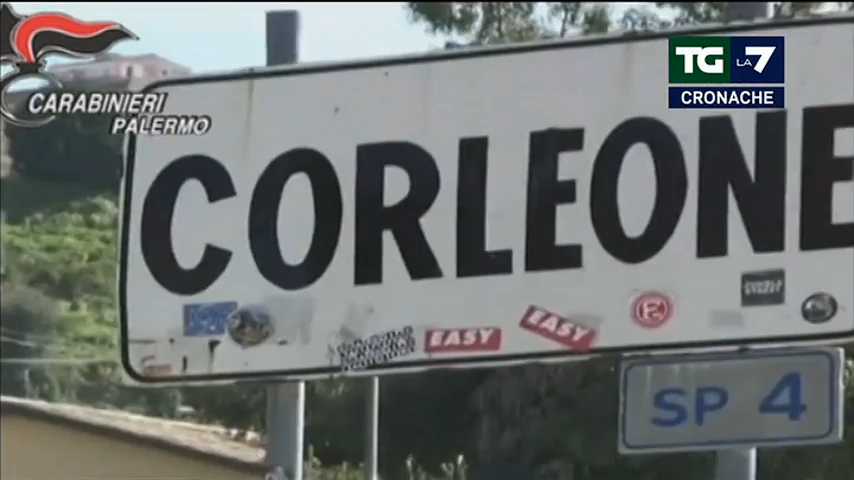 TG LA 7
CRONACHE
CARABINIERI
PALERMO
CORLEONE
EASY
EASY
SP 4